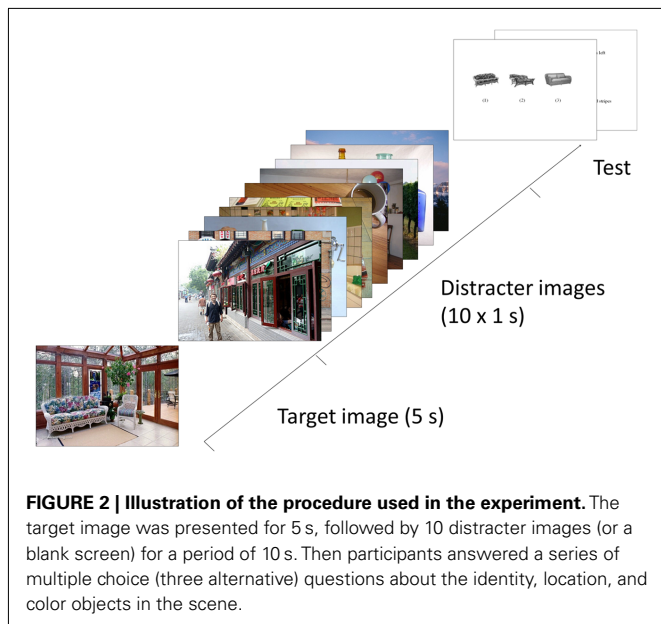 left
(1) (2) (3)
stripes
Test
Distracter images
(10 x 1 s)
Target image (5 s)
FIGURE 2 | Illustration of the procedure used in the experiment. The
target image was presented for 5 s, followed by 10 distracter images (or a
blank screen) for a period of 10 s. Then participants answered a series of
multiple choice (three alternative) questions about the identity, location, and
color objects in the scene.